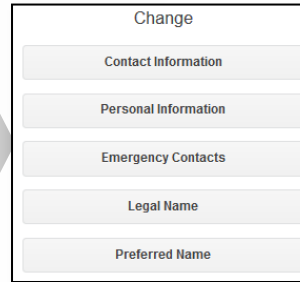 Change
Contact Information
Personal Information
Emergency Contacts
Legal Name
Preferred Name